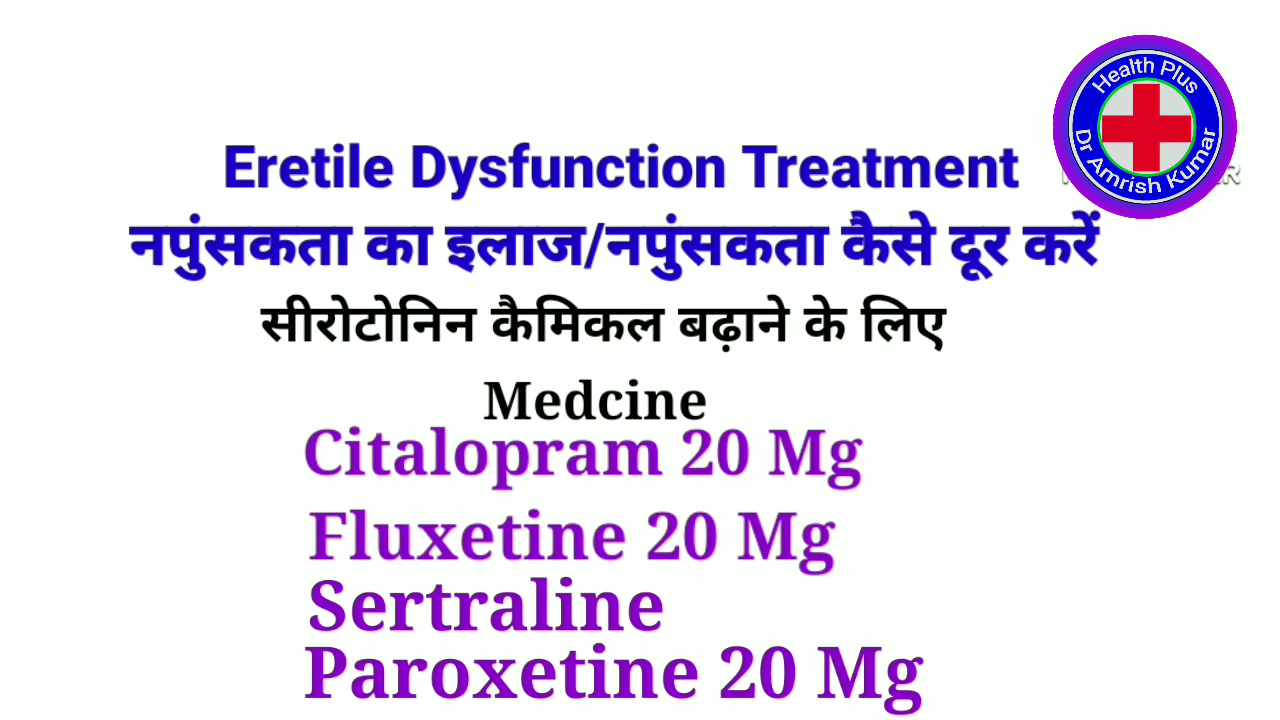 Health Plus
Dr Amrish Kumar
Eretile Dysfunction Treatment
नपुंसकता का इलाज/नपुंसकता कैसे दूर करें
सीरोटोनिन कैमिकल बढ़ाने के लिए
Medcine
Citalopram 20 Mg
Fluxetine 20 Mg
Sertraline
Paroxetine 20 Mg